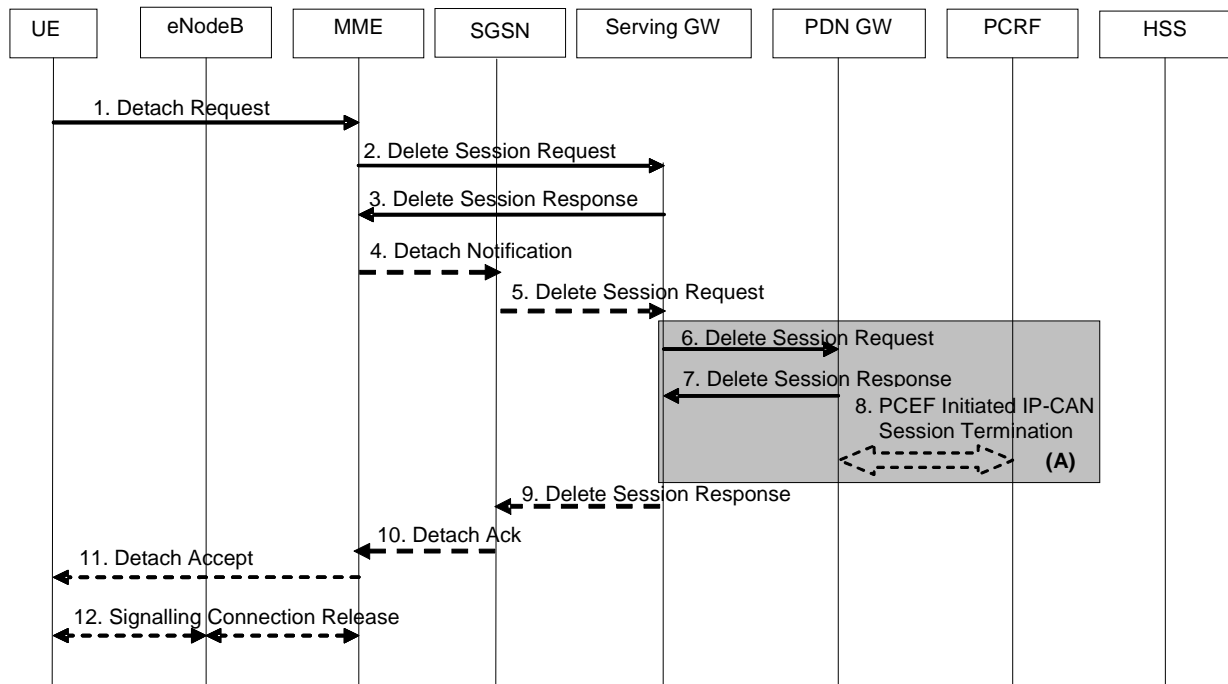 UE
eNodeB
MME
SGSN
Serving GW
PDN GW
PCRF
HSS
1. Detach Request
2. Delete Session Request
3. Delete Session Response
4. Detach Notification
5. Delete Session Request
6. Delete Session Request
7. Delete Session Response
8. PCEF Initiated IP-CAN
Session Termination
(A)
9. Delete Session Response
10. Detach Ack
11. Detach Accept
12. Signalling Connection Release